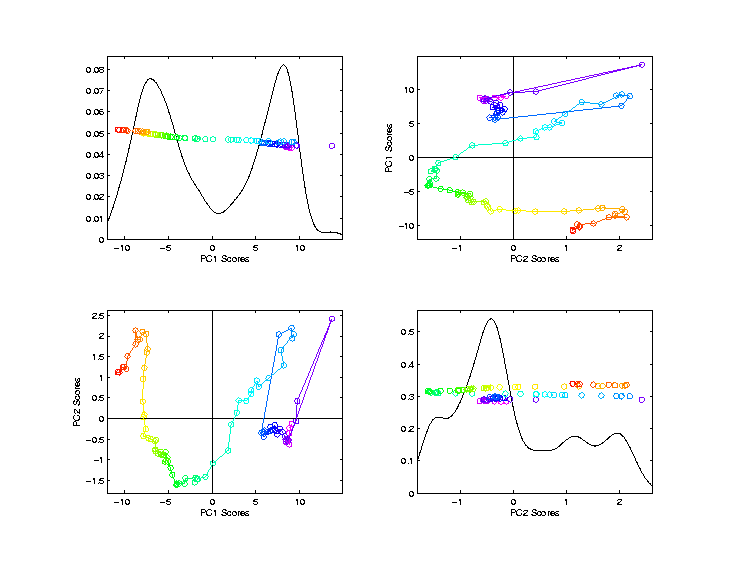 0.08
0.07
0.06
0.05
0.04
0.03
0.02
0.01
0
-10 -5 0 5 10
PC1 Scores
10
5
0
-5
-10
PC1 Scores
-1 0 1 2
PC2 Scores
2.5
2
1.5
1
0.5
0
-0.5
-1
-1.5
PC2 Scores
-10 -5 0 5 10
PC1 Scores
0.5
0.4
0.3
0.2
0.1
0
-1 0 1 2
PC2 Scores